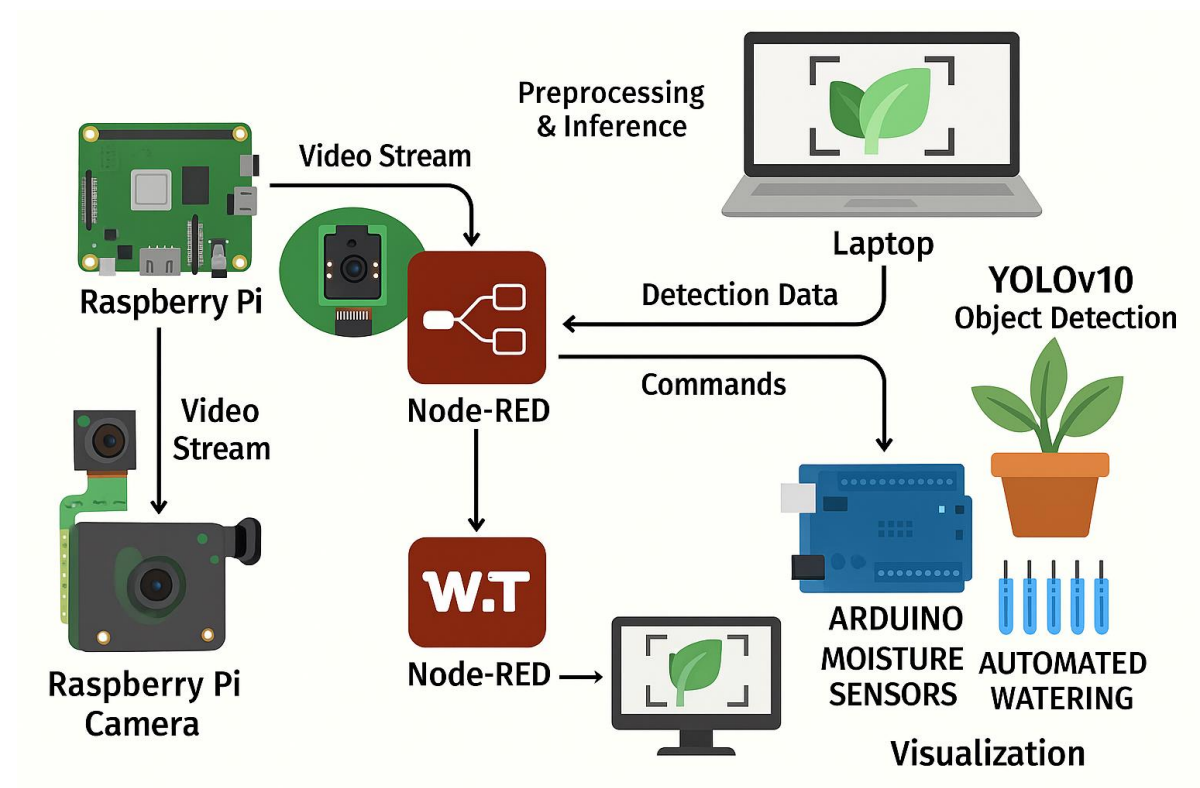 Preprocessing
& Inference
Video Stream
Laptop
Raspberry Pi
Detection Data
YOLOv10
Object Detection
Commands
Node-RED
Video
Stream
W.T
Node-RED
Raspberry Pi
Camera
ARDUINO
MOISTURE
SENSORS
AUTOMATED
WATERING
Visualization